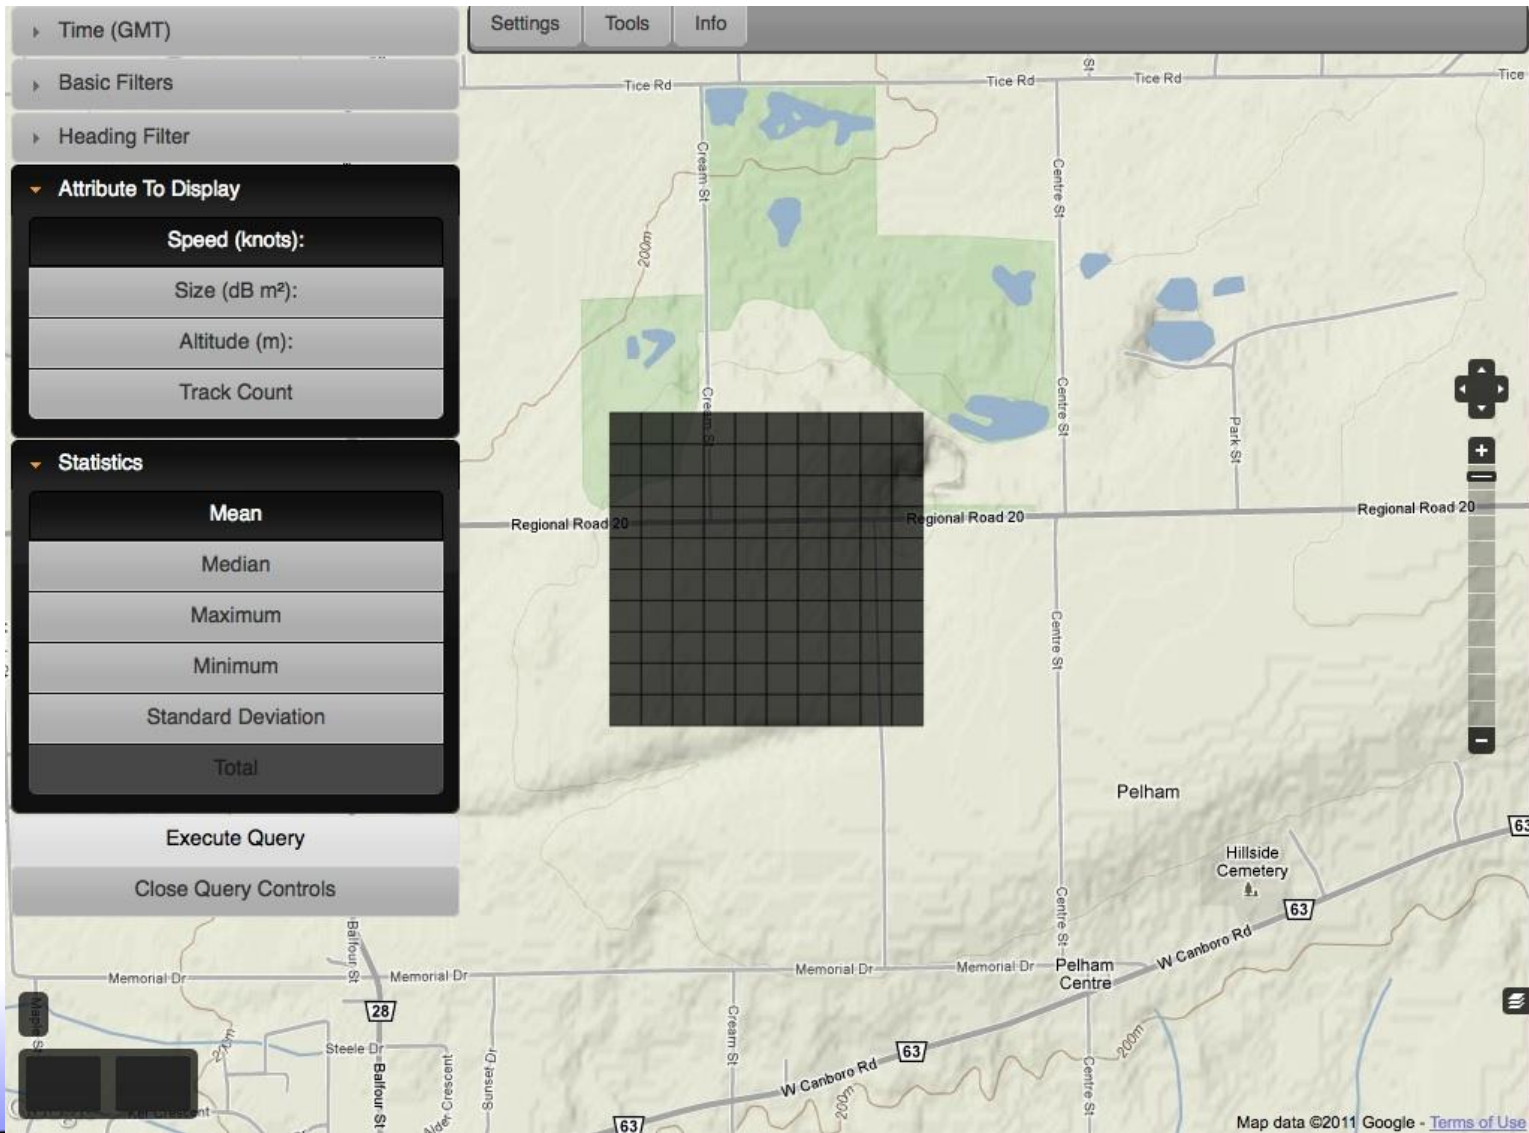 Time (GMT)
Basic Filters
Heading Filter
Attribute To Display
Speed (knots):
Size (dB m²):
Altitude (m):
Track Count
Statistics
Mean
Median
Maximum
Minimum
Standard Deviation
Total
Execute Query
Close Query Controls
Settings
Tools
Info
Tice Rd
Tice Rd
St
Tice Rd
Tice
Cream St
Centre St
200m
Cream St
Centre St
Park St
Regional Road 20
Regional Road 20
Regional Road 20
Centre St
Pelham
63
Hillside
Cemetery
63
Centre St
W Canboro Rd
Balfour St
Memorial Dr
Memorial Dr
Memorial Dr
Memorial Dr
Pelham
Centre
28
Maple St
200m
Steele Dr
Balfour St
Alder Crescent
Sunset Dr
Cream St
63
W Canboro Rd
200m
200m
Centre St
63
Map data ©2011 Google - Terms of Use